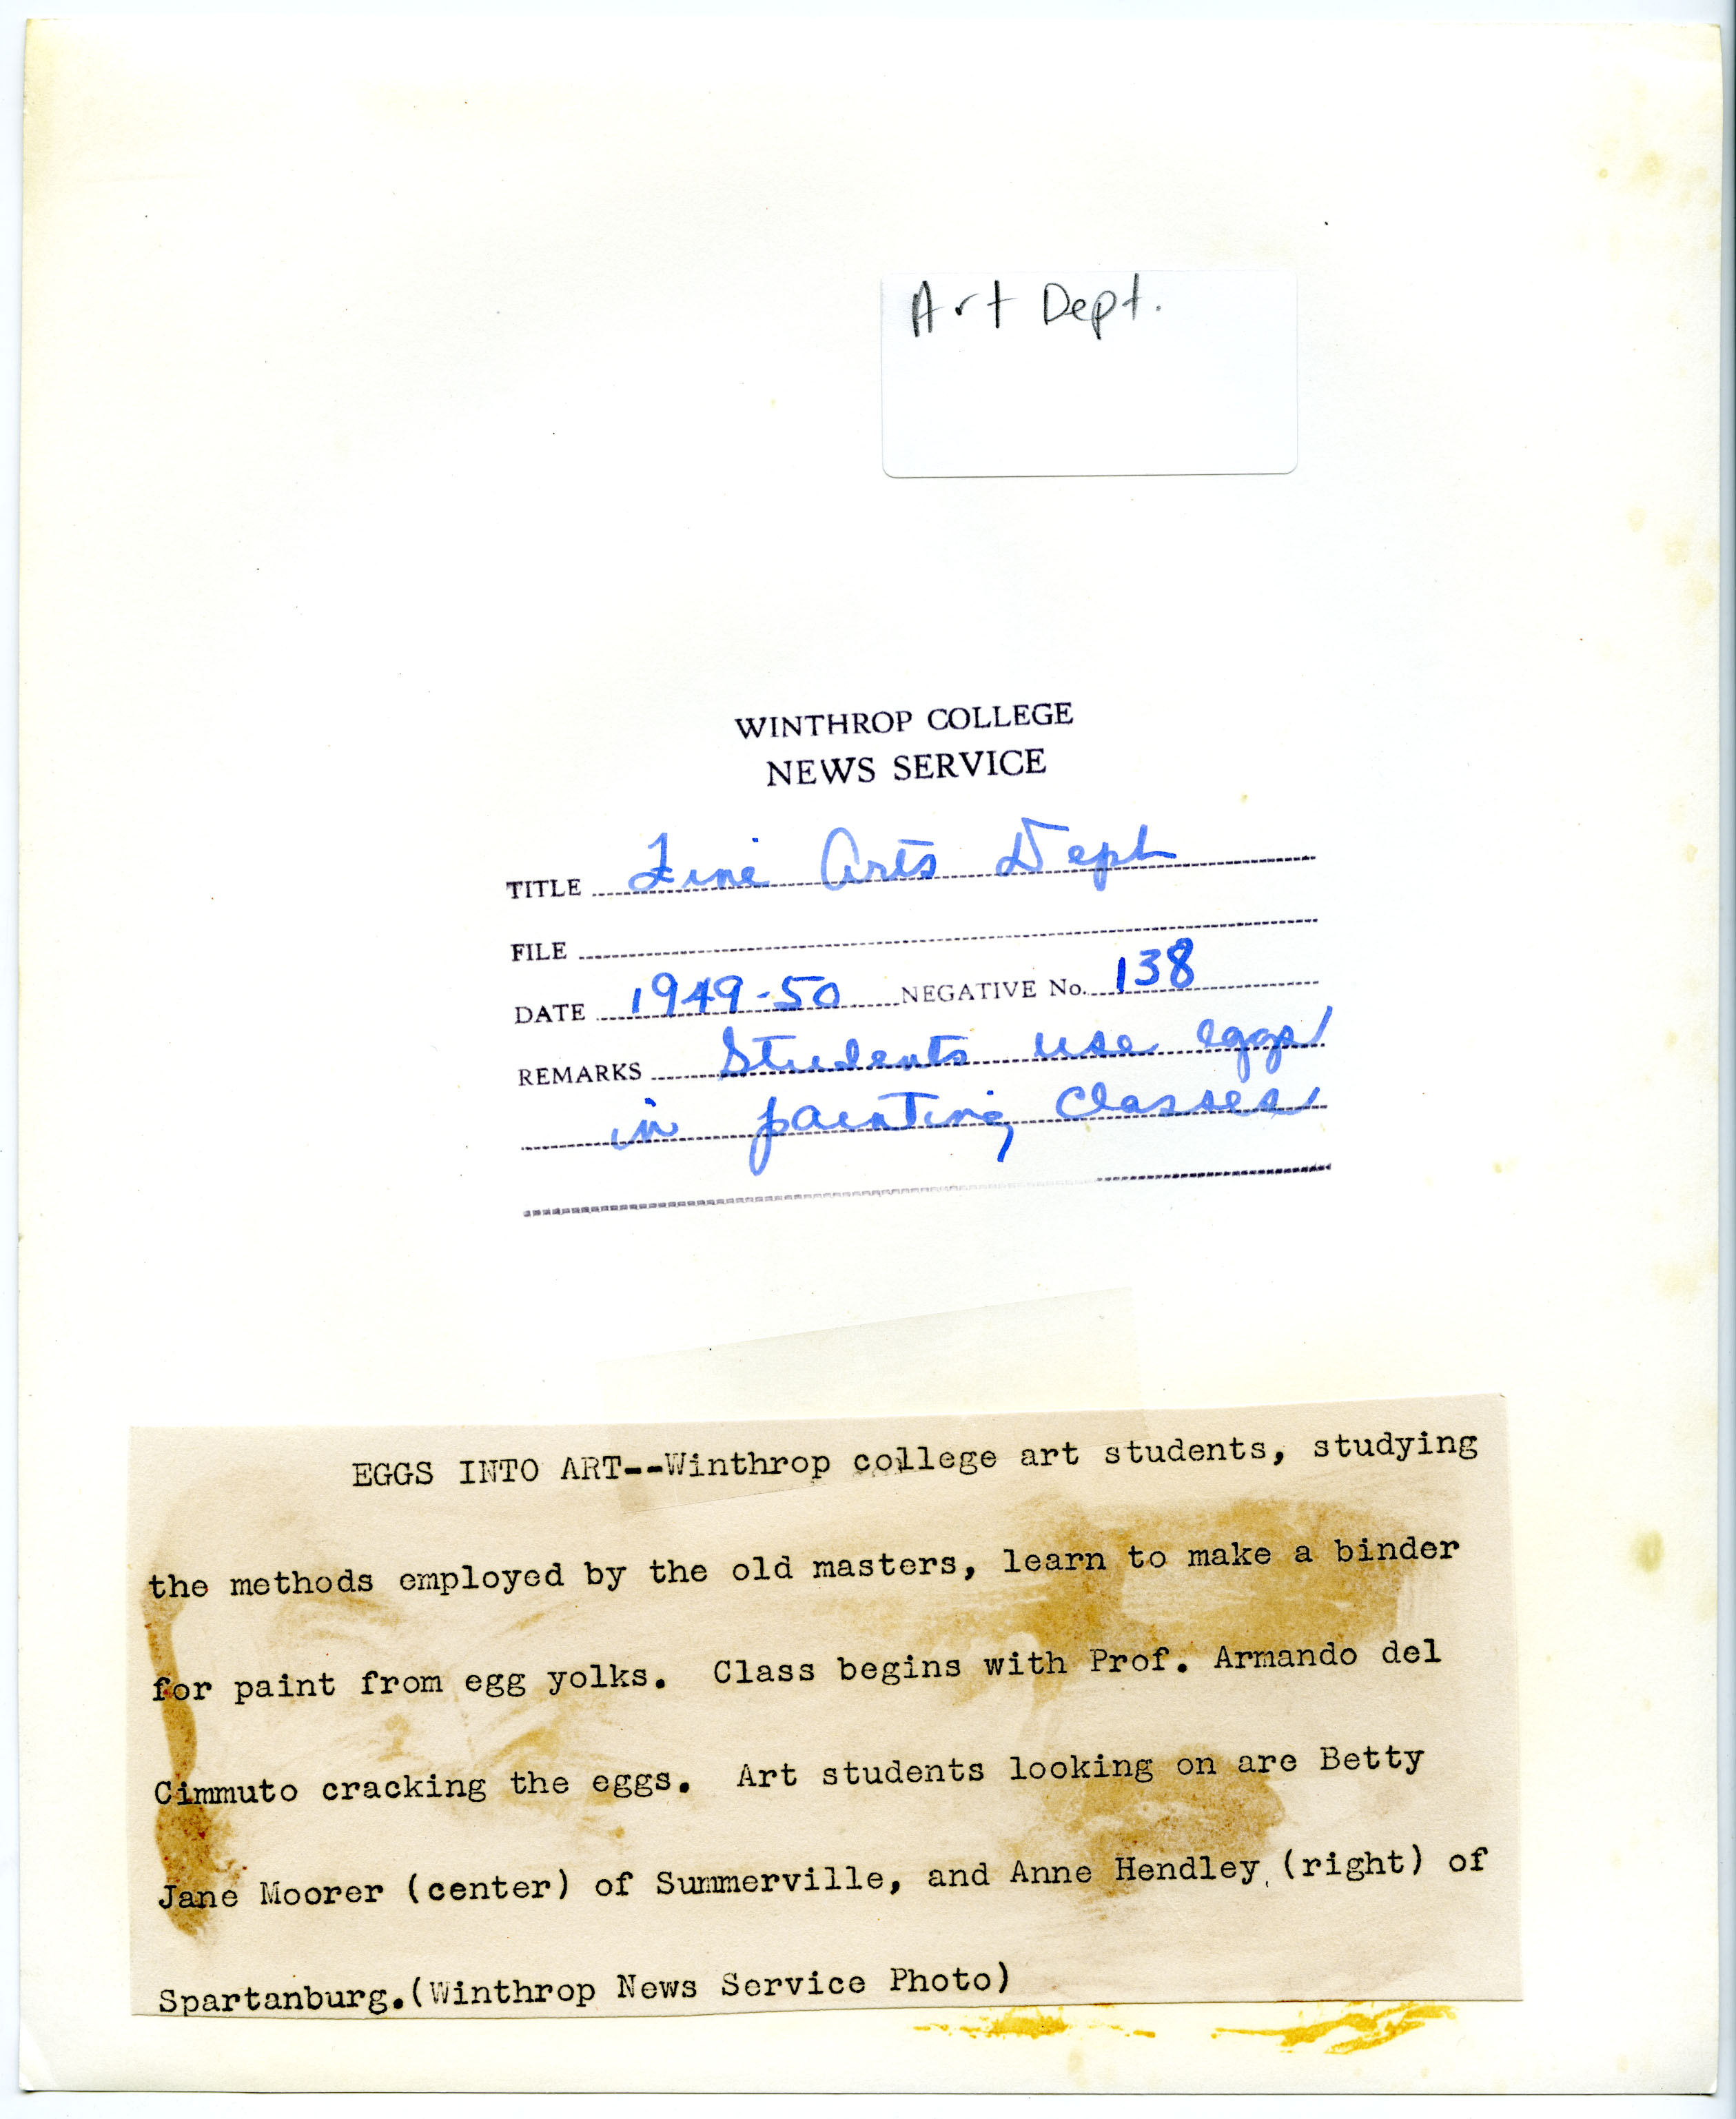 Art Dept.
WINTHROP COLLEGE
NEWS SERVICE
TITLE Fine Arts Dept
FILE
DATE 1949-50 NEGATIVE No. 138
REMARKS Students use eggs
in painting classes
EGGS INTO ART--Winthrop college art students, studying
the methods employed by the old masters, learn to make a binder
for paint from egg yolks. Class begins with Prof. Armando del
Cimmuto cracking the eggs. Art students looking on are Betty
Jane Moorer (center) of Summerville, and Anne Hendley, (right) of
Spartanburg.(Winthrop News Service Photo)